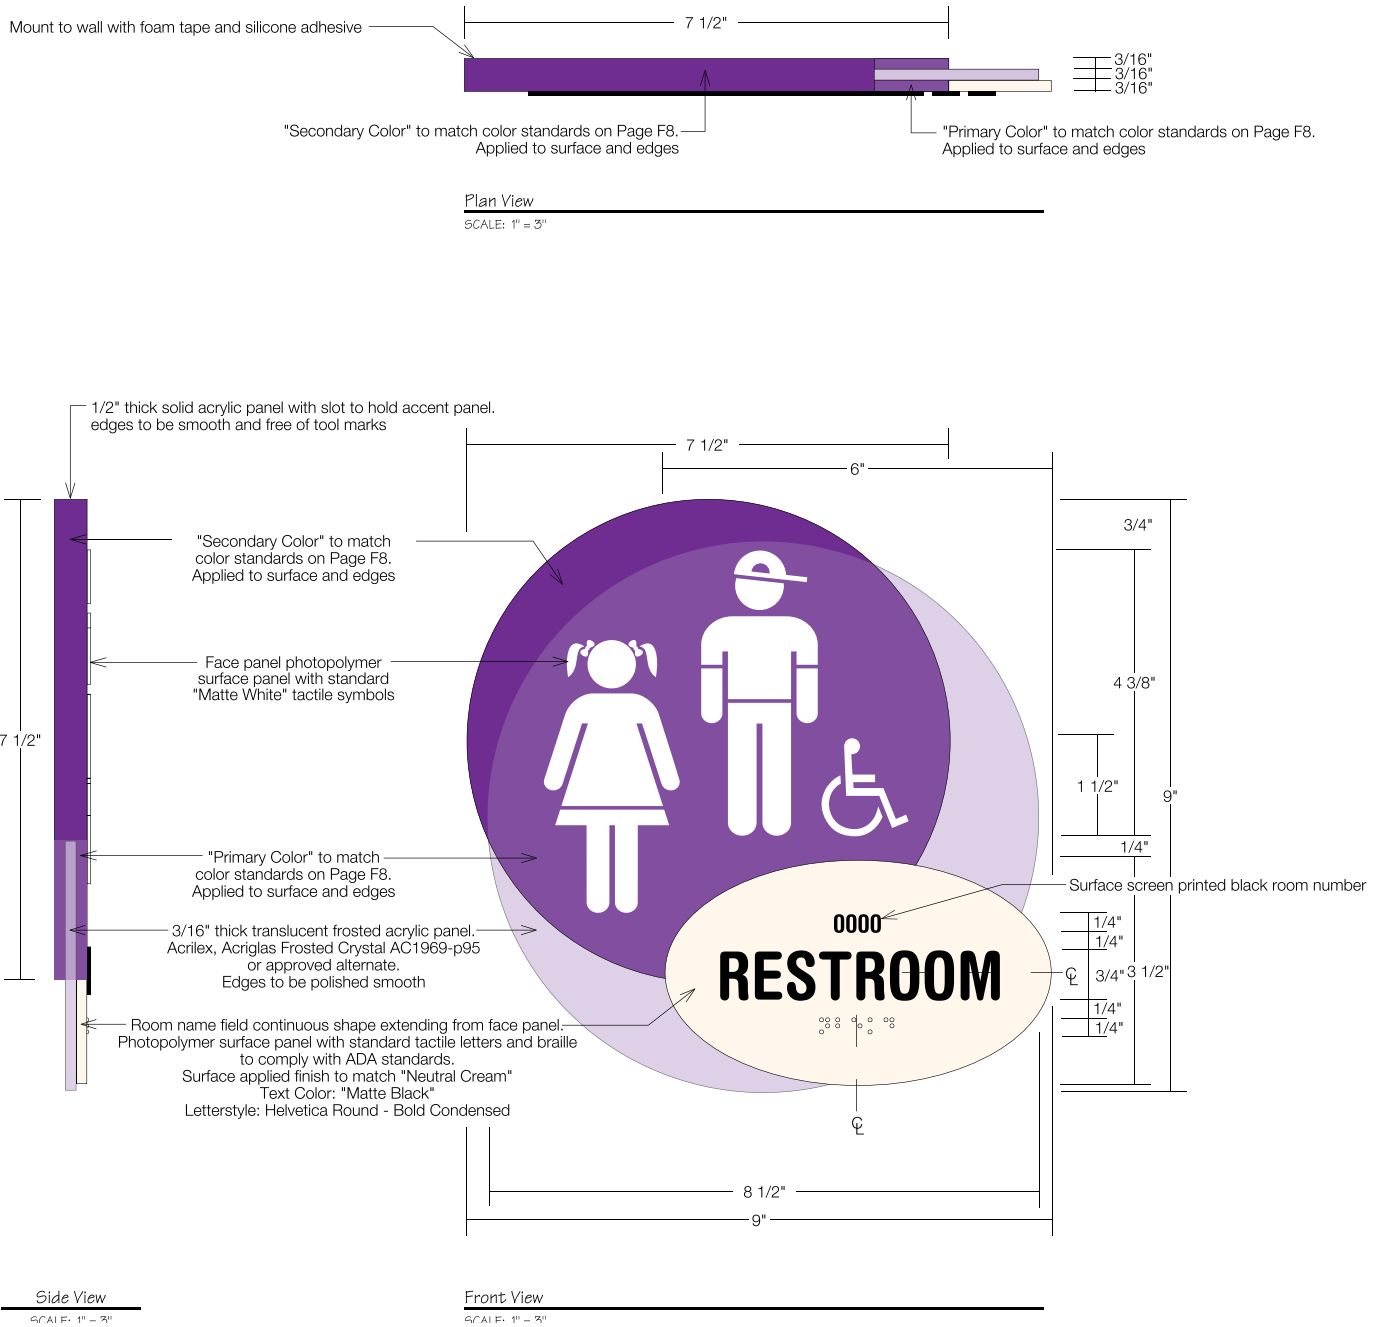 Mount to wall with foam tape and silicone adhesive
7 1/2"
3/16"
3/16"
3/16"
"Secondary Color" to match color standards on Page F8.
Applied to surface and edges
"Primary Color" to match color standards on Page F8.
Applied to surface and edges
Plan View
SCALE: 1" = 3"
1/2" thick solid acrylic panel with slot to hold accent panel.
edges to be smooth and free of tool marks
7 1/2"
6"
3/4"
"Secondary Color" to match
color standards on Page F8.
Applied to surface and edges
Face panel photopolymer
surface panel with standard
"Matte White" tactile symbols
4 3/8"
7 1/2"
1 1/2"
9"
1/4"
"Primary Color" to match
color standards on Page F8.
Applied to surface and edges
Surface screen printed black room number
3/16" thick translucent frosted acrylic panel.
Acrilex, Acriglas Frosted Crystal AC1969-p95
or approved alternate.
Edges to be polished smooth
0000
RESTROOM
1/4"
1/4"
3/4"
3 1/2"
1/4"
1/4"
℄
Room name field continuous shape extending from face panel.
Photopolymer surface panel with standard tactile letters and braille
to comply with ADA standards.
Surface applied finish to match "Neutral Cream"
Text Color: "Matte Black"
Letterstyle: Helvetica Round - Bold Condensed
℄
8 1/2"
9"
Side View
SCALE: 1" = 3"
Front View
SCALE: 1" = 3"